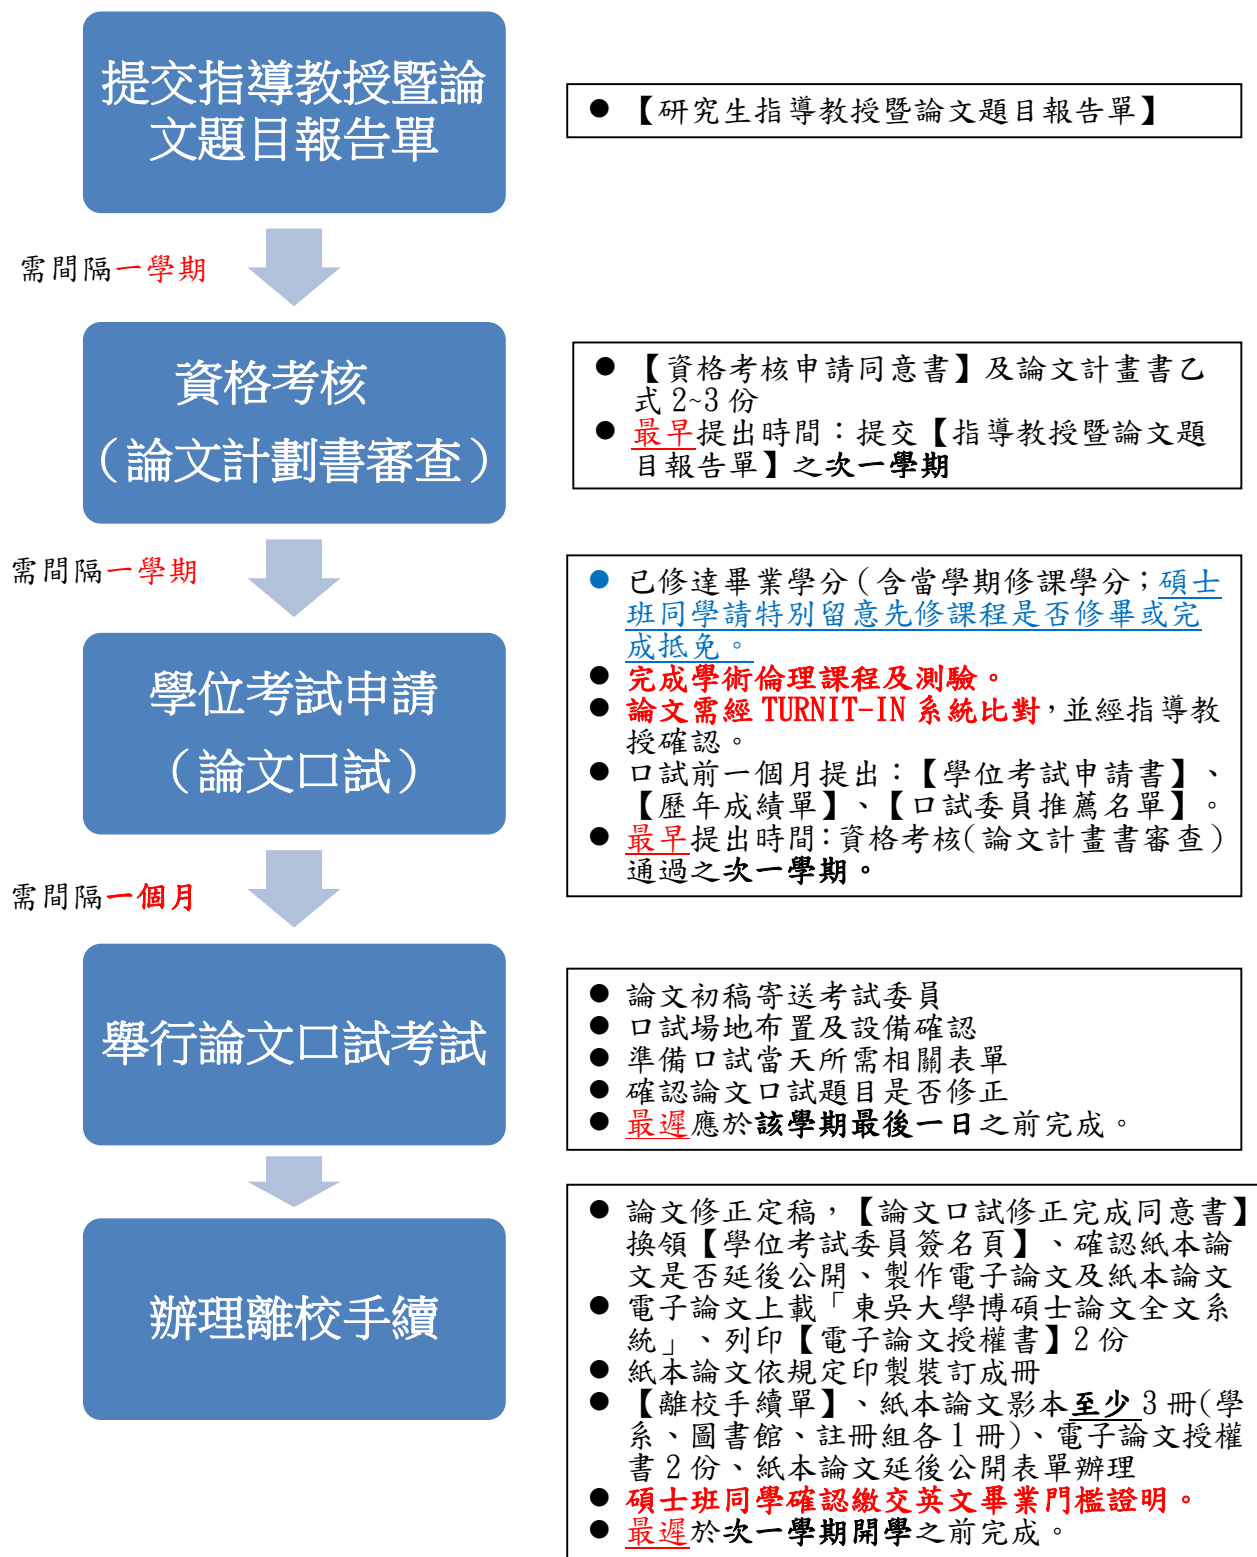 提交指導教授暨論
文題目報告單
● 【研究生指導教授暨論文題目報告單】
需間隔一學期
資格考核
（論文計劃書審查）
● 【資格考核申請同意書】及論文計畫書乙
式 2~3 份
● 最早提出時間：提交【指導教授暨論文題
目報告單】之次一學期
需間隔一學期
學位考試申請
（論文口試）
● 已修達畢業學分（含當學期修課學分；碩士
班同學請特別留意先修課程是否修畢或完
成抵免。
● 完成學術倫理課程及測驗。
● 論文需經 TURNIT-IN 系統比對，並經指導教
授確認。
● 口試前一個月提出：【學位考試申請書】、
【歷年成績單】、【口試委員推薦名單】。
● 最早提出時間：資格考核(論文計畫書審查)
通過之次一學期。
需間隔一個月
舉行論文口試考試
● 論文初稿寄送考試委員
● 口試場地布置及設備確認
● 準備口試當天所需相關表單
● 確認論文口試題目是否修正
● 最遲應於該學期最後一日之前完成。
辦理離校手續
● 論文修正定稿，【論文口試修正完成同意書】
換領【學位考試委員簽名頁】、確認紙本論
文是否延後公開、製作電子論文及紙本論文
● 電子論文上載「東吳大學博碩士論文全文系
統」、列印【電子論文授權書】2 份
● 紙本論文依規定印製裝訂成冊
● 【離校手續單】、紙本論文影本至少 3 冊(學
系、圖書館、註冊組各 1 冊)、電子論文授權
書 2 份、紙本論文延後公開表單辦理
● 碩士班同學確認繳交英文畢業門檻證明。
● 最遲於次一學期開學之前完成。